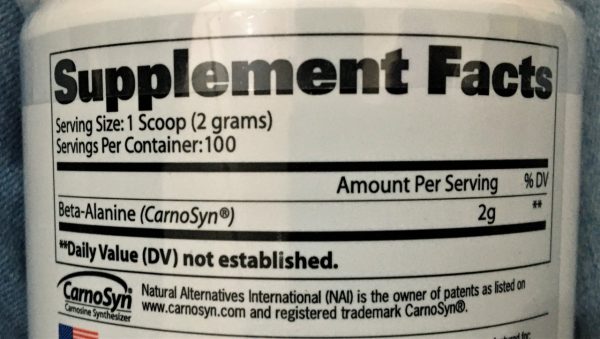 Supplement Facts
Serving Size: 1 Scoop (2 grams)
Servings Per Container: 100
Amount Per Serving % DV
Beta-Alanine (CarnoSyn®) 2g **
**Daily Value (DV) not established.
CarnoSyn®
Carnosine Synthesizer
Natural Alternatives International (NAI) is the owner of patents as listed on
www.carnosyn.com and registered trademark CarnoSyn®.